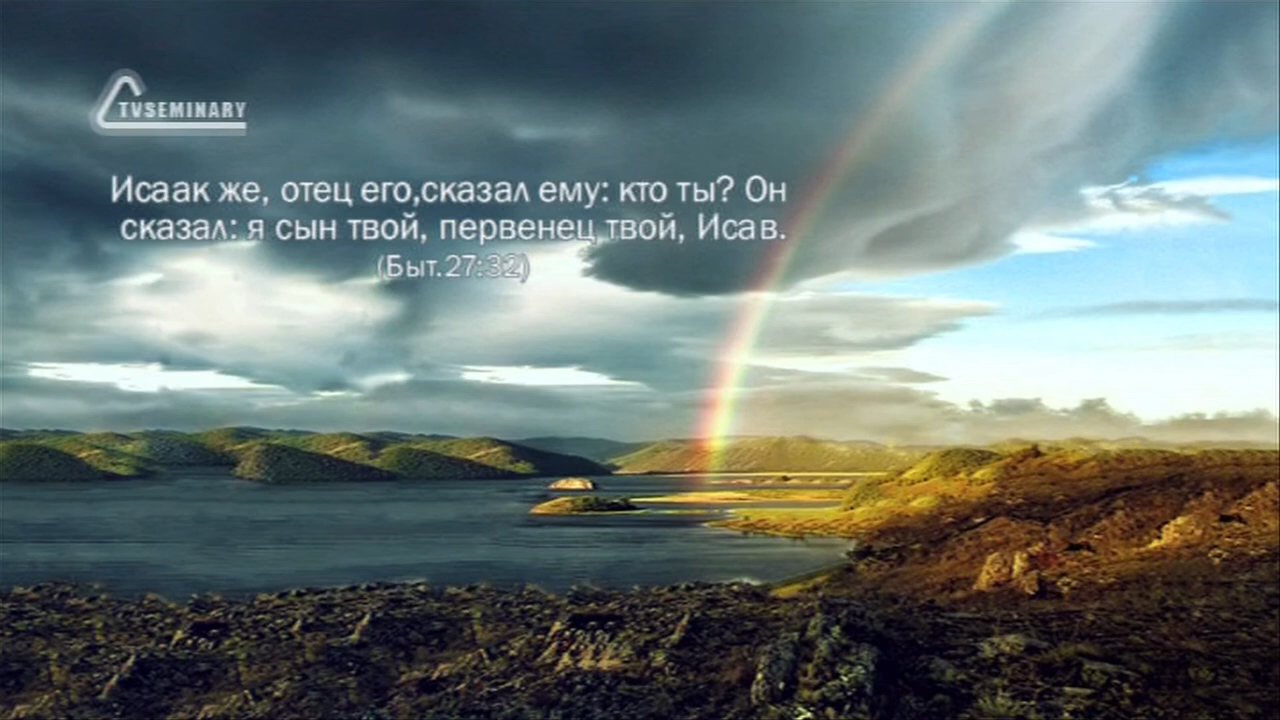 TVSEMINARY
Исаак же, отец его,сказал ему: кто ты? Он
сказал: я сын твой, первенец твой, Исав.
(Быт.27:32)